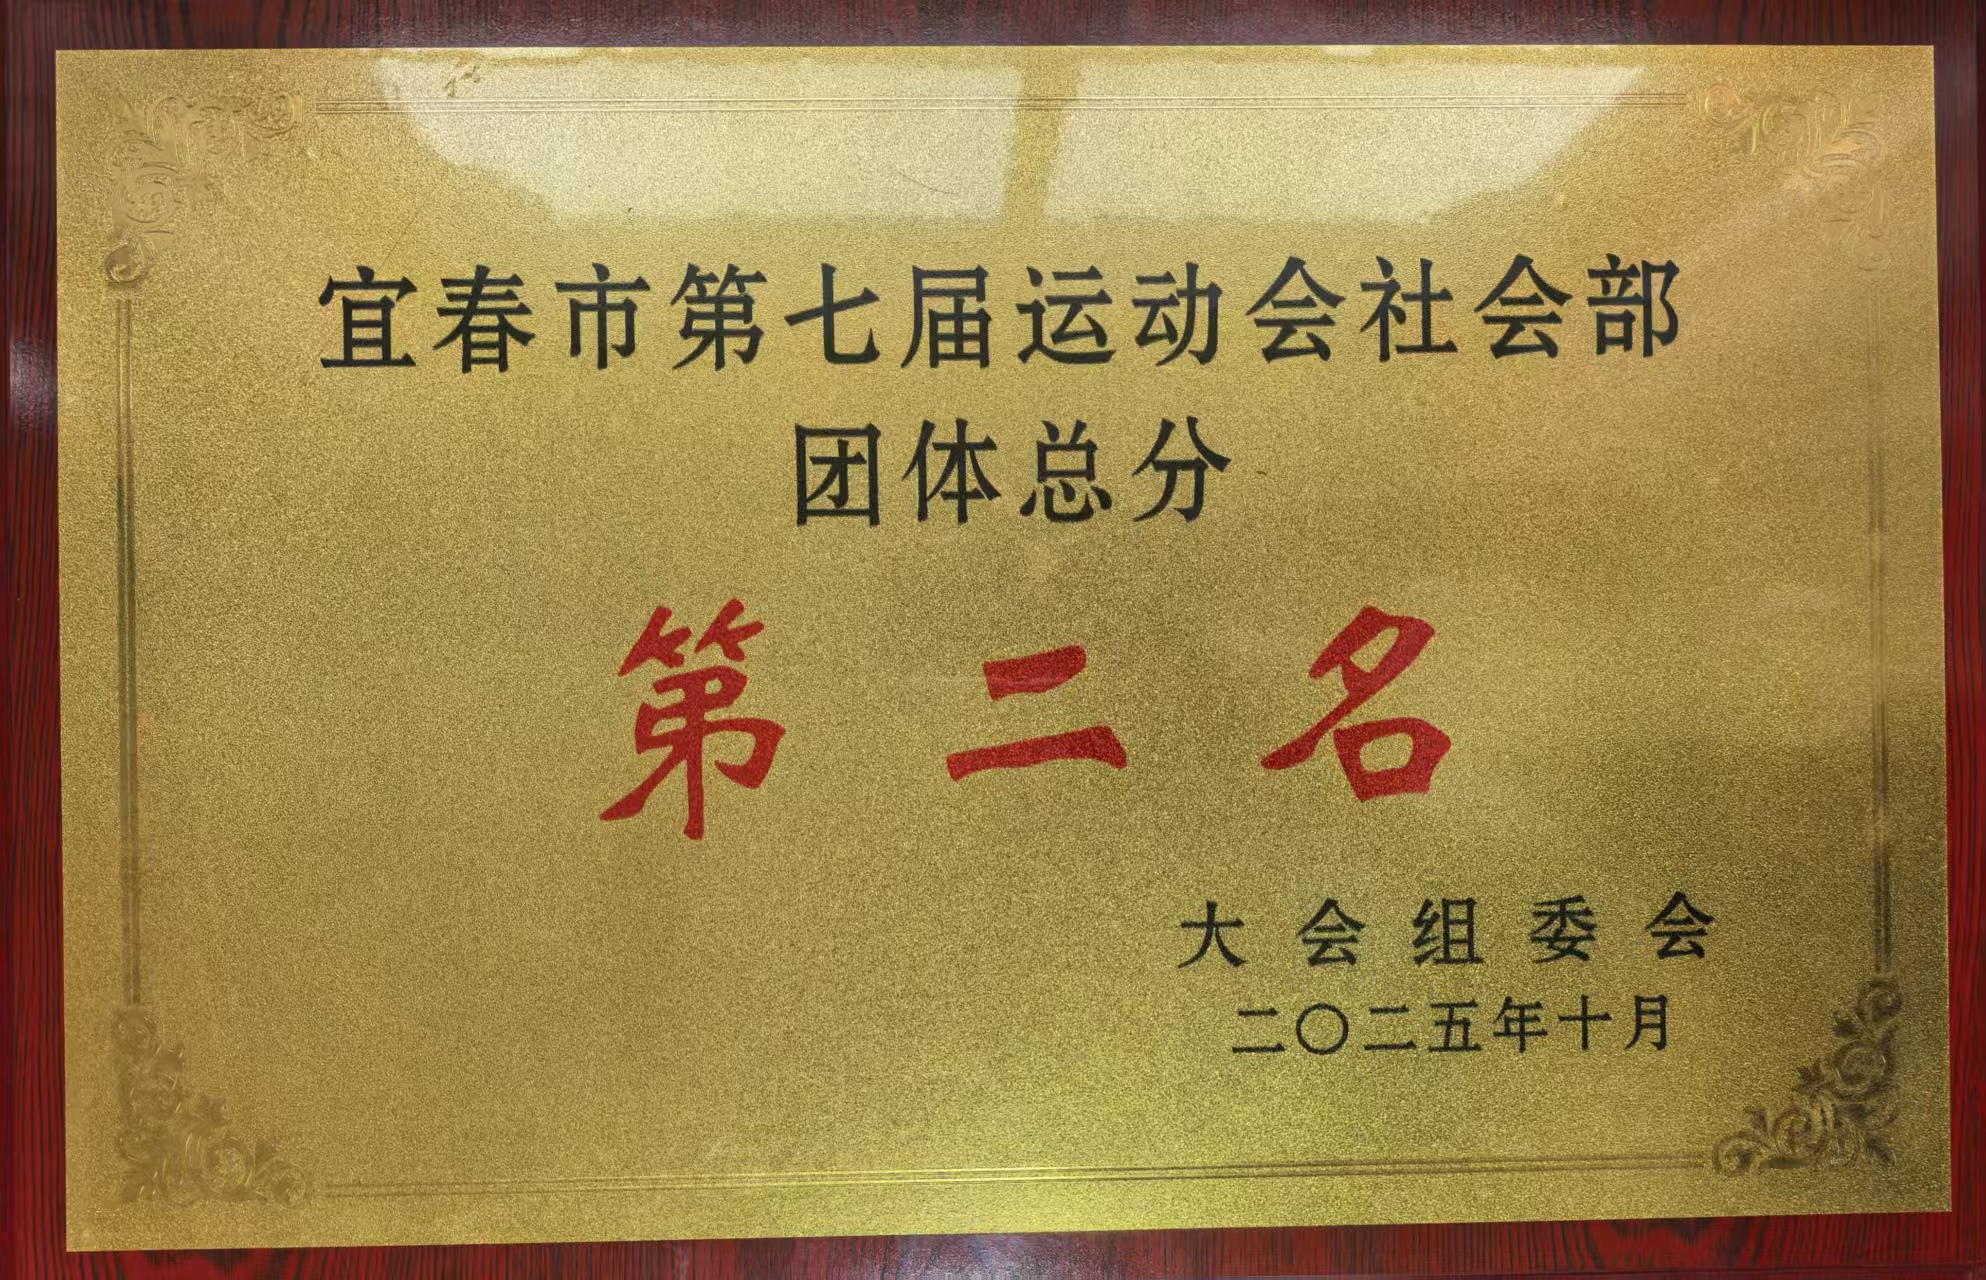 宜春市第七届运动会社会部
团体总分
第二名
大会组委会
二〇二五年十月